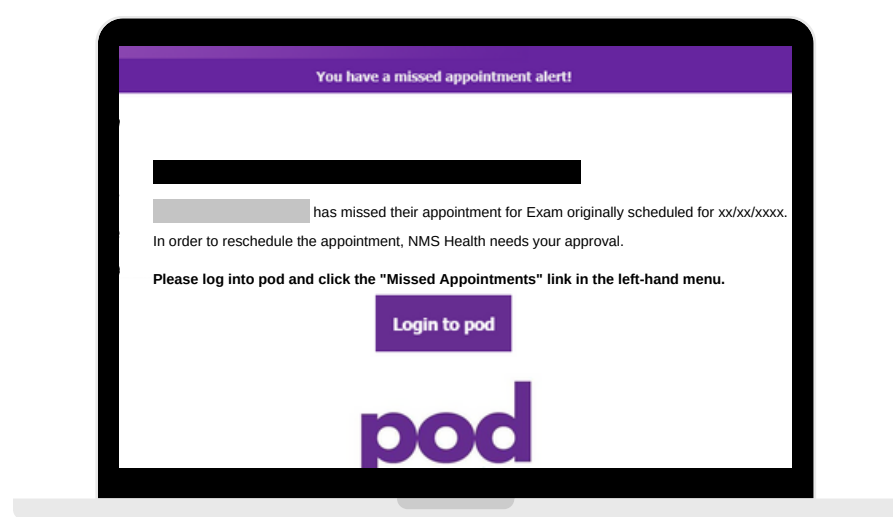 You have a missed appointment alert!
has missed their appointment for Exam originally scheduled for xx/xx/xxxx.
In order to reschedule the appointment, NMS Health needs your approval.
Please log into pod and click the "Missed Appointments" link in the left-hand menu.
Login to pod
pod